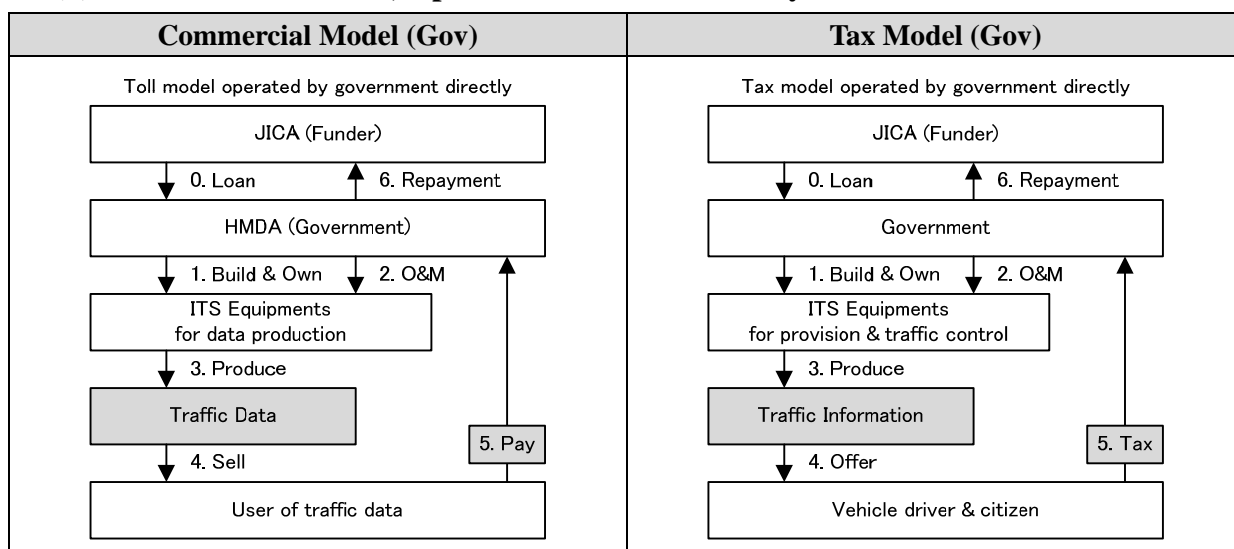 Commercial Model (Gov)
Toll model operated by government directly
JICA (Funder)
0. Loan
6. Repayment
HMDA (Government)
1. Build & Own
2. O&M
ITS Equipments
for data production
3. Produce
Traffic Data
5. Pay
4. Sell
User of traffic data
Tax Model (Gov)
Tax model operated by government directly
JICA (Funder)
0. Loan
6. Repayment
Government
1. Build & Own
2. O&M
ITS Equipments
for provision & traffic control
3. Produce
Traffic Information
5. Tax
4. Offer
Vehicle driver & citizen